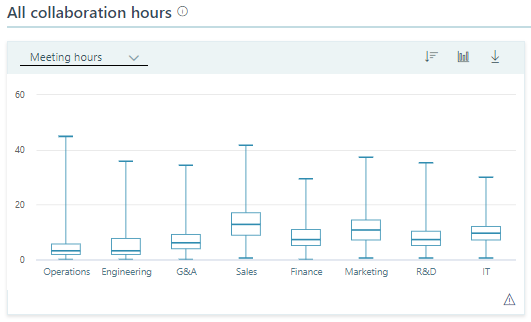 All collaboration hours
Meeting hours
60
40
20
0
Operations Engineering G&A Sales Finance Marketing R&D IT